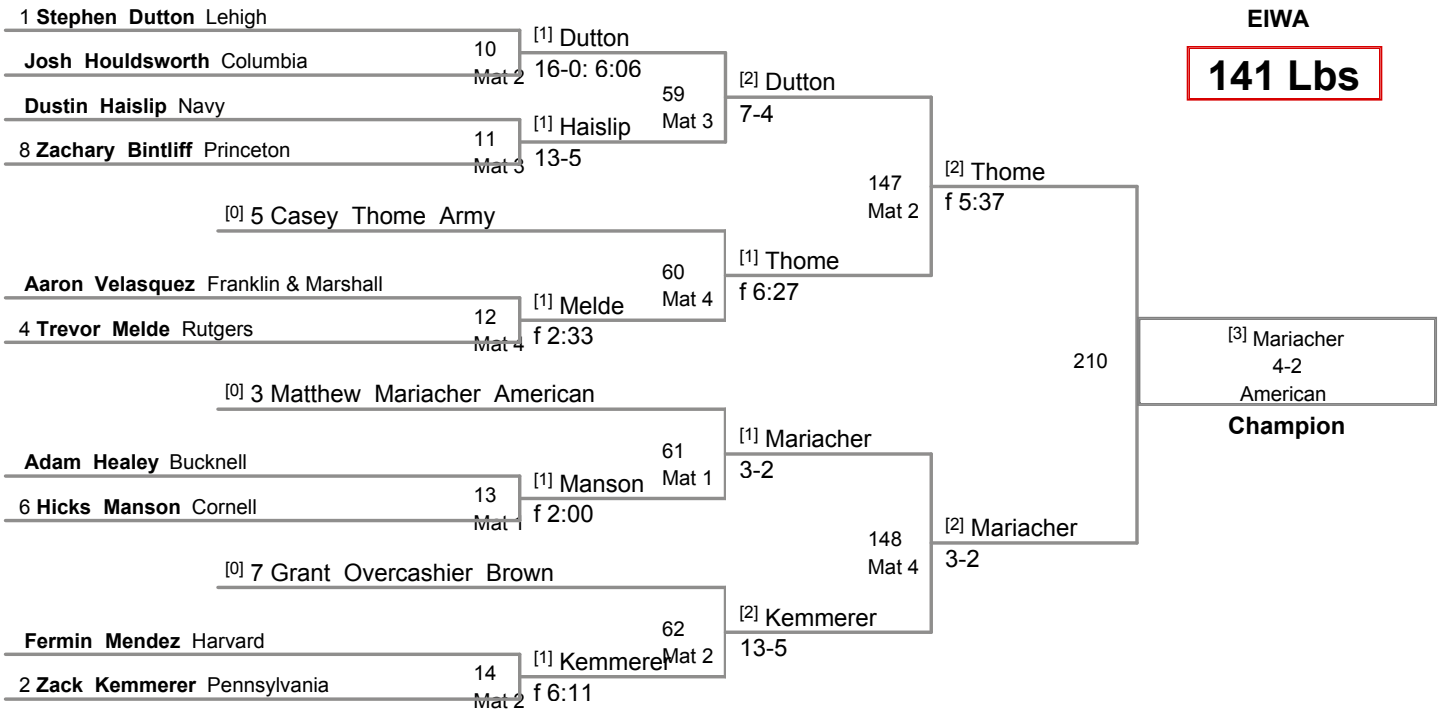 1 Stephen Dutton Lehigh
EIWA
[1] Dutton
10
Josh Houldsworth Columbia
16-0: 6:06
Mat 2
141 Lbs
[2] Dutton
59
Dustin Haislip Navy
7-4
[1] Haislip
Mat 3
11
8 Zachary Bintliff Princeton
13-5
Mat 3
[2] Thome
147
f 5:37
Mat 2
[0] 5 Casey Thome Army
[1] Thome
60
Aaron Velasquez Franklin & Marshall
f 6:27
[1] Melde
Mat 4
12
4 Trevor Melde Rutgers
f 2:33
Mat 4
[3] Mariacher
210
4-2
American
[0] 3 Matthew Mariacher American
Champion
[1] Mariacher
61
Adam Healey Bucknell
3-2
[1] Manson
Mat 1
13
6 Hicks Manson Cornell
f 2:00
Mat 1
[2] Mariacher
148
3-2
Mat 4
[0] 7 Grant Overcashier Brown
[2] Kemmerer
62
Fermin Mendez Harvard
13-5
[1] Kemmerer
Mat 2
14
2 Zack Kemmerer Pennsylvania
f 6:11
Mat 2